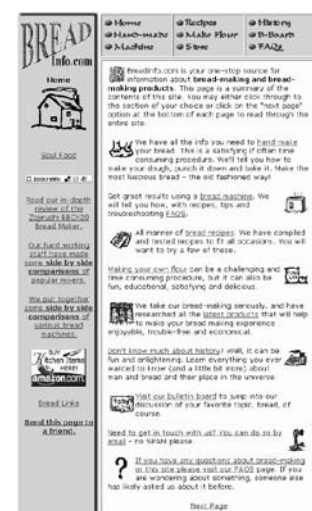 BREAD
Info.com
Home
Soul Food
Read our in-depth
review of the
Zojirushi BBCV20
Bread Maker.
Our hard working
staff have made
some side by side
comparisons of
popular mixers.
We put together
some side by side
comparisons of
various bread
machines.
BUY
Kitchen Items
HERE!
amazon.com
Bread Links
Send this page to
a friend.
Home Recipes History
Hand-made Make Flour B-Board
Machine Store FAQs
Breadinfo.com is your one-stop source for
information about bread-making and bread-
making products. This page is a summary of the
contents of this site. You may either click through to
the section of your choice or click on the "next page"
option at the bottom of each page to read through the
entire site.
We have all the info you need to hand-make
your bread. This is a satisfying if often time
consuming procedure. We'll tell you how to
make your dough, punch it down and bake it. Make the
most luscious bread - the old fashioned way!
Get great results using a bread machine. We
will tell you how, with recipes, tips and
troubleshooting FAQS.
All manner of bread recipes. We have compiled
and tested recipes to fit all occasions. You will
want to try a few of these.
Making your own flour can be a challenging and
time consuming procedure, but it can also be
fun, educational, satisfying and delicious.
We take our bread-making seriously, and have
researched all the latest products that will help
to make your bread making experience
enjoyable, trouble-free and economical.
Don't know much about history? Well, it can be
fun and enlightening. Learn everything you ever
wanted to know (and a little bit more) about
man and bread and their place in the universe.
Visit our bulletin board to jump into our
discussion of your favorite topic, bread, of
course.
Need to get in touch with us? You can do so by
email - no SPAM please.
If you have any questions about bread-making
or this site please visit our FAQS page. If you
are wondering about something, someone else
has likely asked us about it before.
Next Page